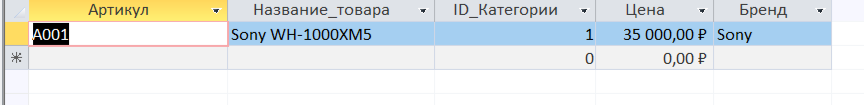 Артикул Название_товара ID_Категории Цена Бренд
A001 Sony WH-1000XM5 1 35 000,00 ₽ Sony
0 0,00 ₽